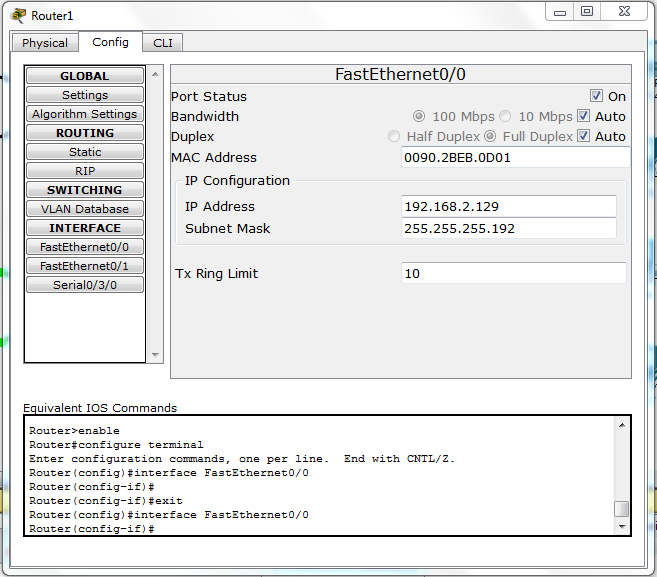 Router1
Physical Config CLI
GLOBAL
Settings
Algorithm Settings
ROUTING
Static
RIP
SWITCHING
VLAN Database
INTERFACE
FastEthernet0/0
FastEthernet0/1
Serial0/3/0
FastEthernet0/0
Port Status On
Bandwidth 100 Mbps 10 Mbps Auto
Duplex Half Duplex Full Duplex Auto
MAC Address 0090.2BEB.0D01
IP Configuration
IP Address 192.168.2.129
Subnet Mask 255.255.255.192
Tx Ring Limit 10
Equivalent IOS Commands
Router>enable
Router#configure terminal
Enter configuration commands, one per line.  End with CNTL/Z.
Router(config)#interface FastEthernet0/0
Router(config-if)#
Router(config-if)#exit
Router(config)#interface FastEthernet0/0
Router(config-if)#